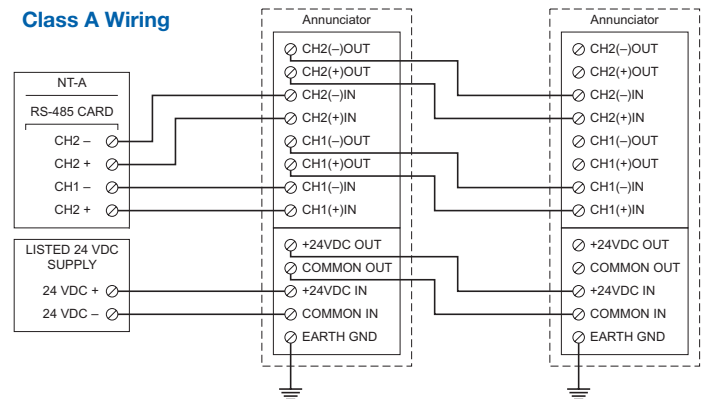 Class A Wiring
NT-A
RS-485 CARD
CH2 –
CH2 +
CH1 –
CH2 +
LISTED 24 VDC
SUPPLY
24 VDC +
24 VDC –
Annunciator
CH2(–)OUT
CH2(+)OUT
CH2(–)IN
CH2(+)IN
CH1(–)OUT
CH1(+)OUT
CH1(–)IN
CH1(+)IN
+24VDC OUT
COMMON OUT
+24VDC IN
COMMON IN
EARTH GND
Annunciator
CH2(–)OUT
CH2(+)OUT
CH2(–)IN
CH2(+)IN
CH1(–)OUT
CH1(+)OUT
CH1(–)IN
CH1(+)IN
+24VDC OUT
COMMON OUT
+24VDC IN
COMMON IN
EARTH GND